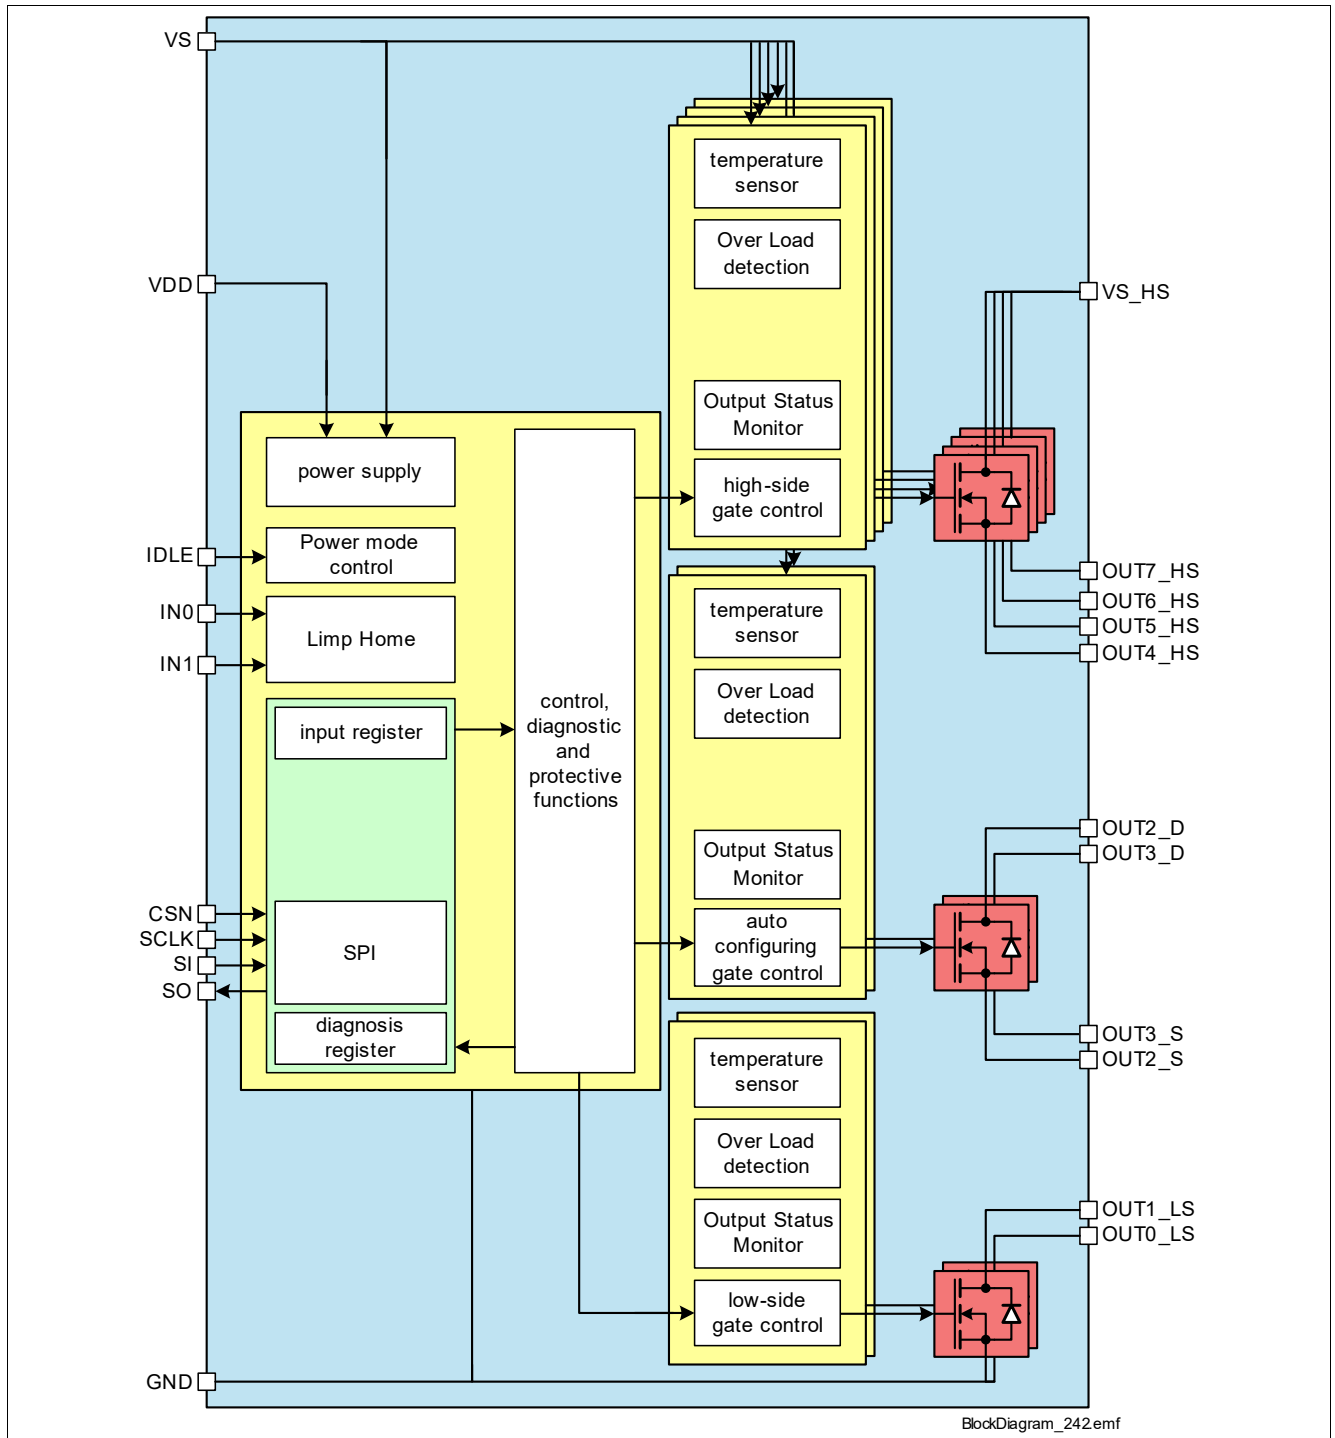 VS
temperature
sensor
Over Load
detection
VDD
VS_HS
Output Status
Monitor
power supply
high-side
gate control
Power mode
control
IDLE
IN0
Limp Home
IN1
OUT7_HS
OUT6_HS
OUT5_HS
OUT4_HS
temperature
sensor
Over Load
detection
input register
control,
diagnostic
and
protective
functions
OUT2_D
OUT3_D
Output Status
Monitor
auto
configuring
gate control
CSN
SCLK
SI
SO
SPI
diagnosis
register
OUT3_S
OUT2_S
temperature
sensor
Over Load
detection
Output Status
Monitor
OUT1_LS
OUT0_LS
low-side
gate control
GND
BlockDiagram_242.emf